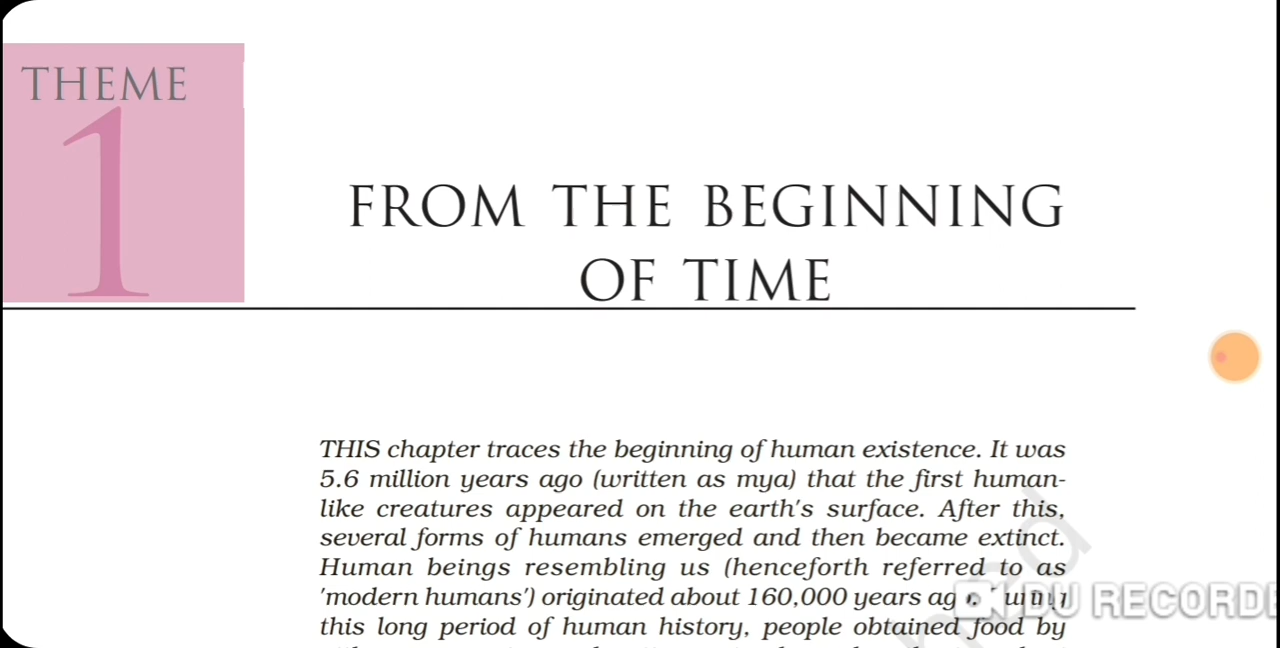 THEME
1
FROM THE BEGINNING
OF TIME
THIS chapter traces the beginning of human existence. It was
5.6 million years ago (written as mya) that the first human-
like creatures appeared on the earth's surface. After this,
several forms of humans emerged and then became extinct.
Human beings resembling us (henceforth referred to as
'modern humans') originated about 160,000 years
this long period of human history, people obtained food by
DU RECORDE